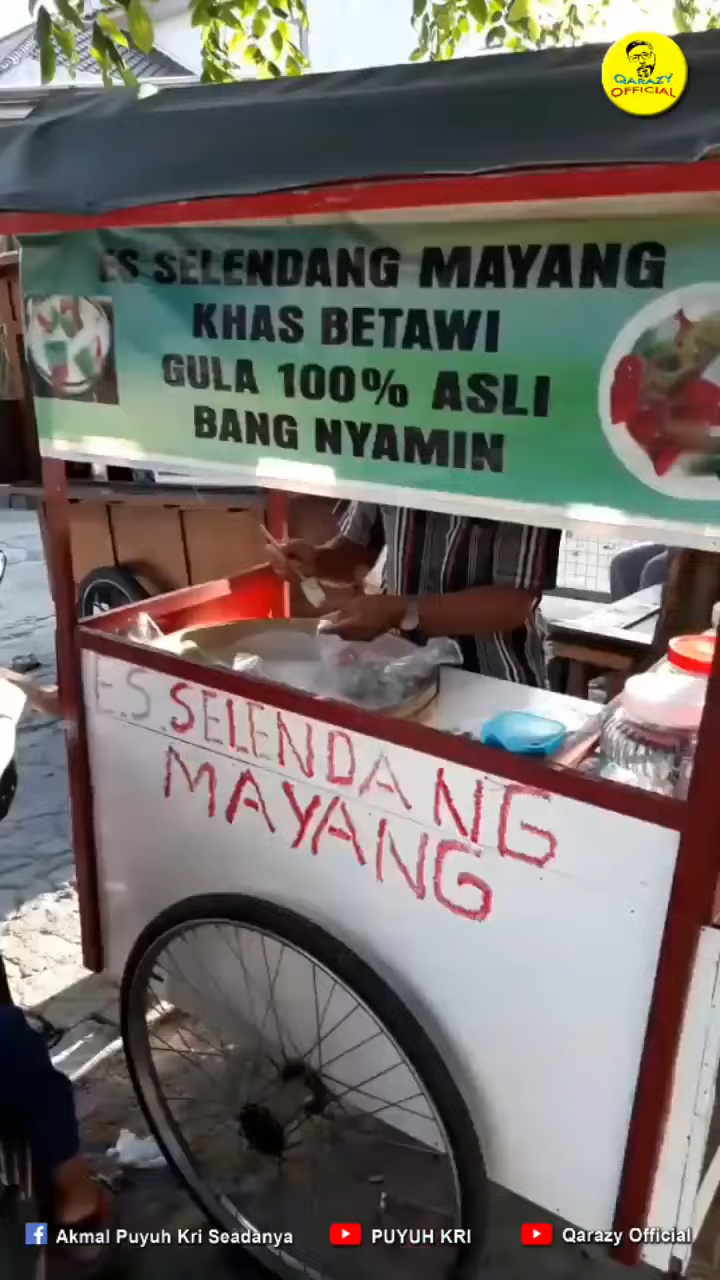 QARAZY
OFFICIAL
ES SELENDANG MAYANG
KHAS BETAWI
GULA 100% ASLI
BANG NYAMIN
E.S. SELENDANG
MAYANG
Akmal Puyuh Kri Seadanya
PUYUH KRI
Qarazy Official